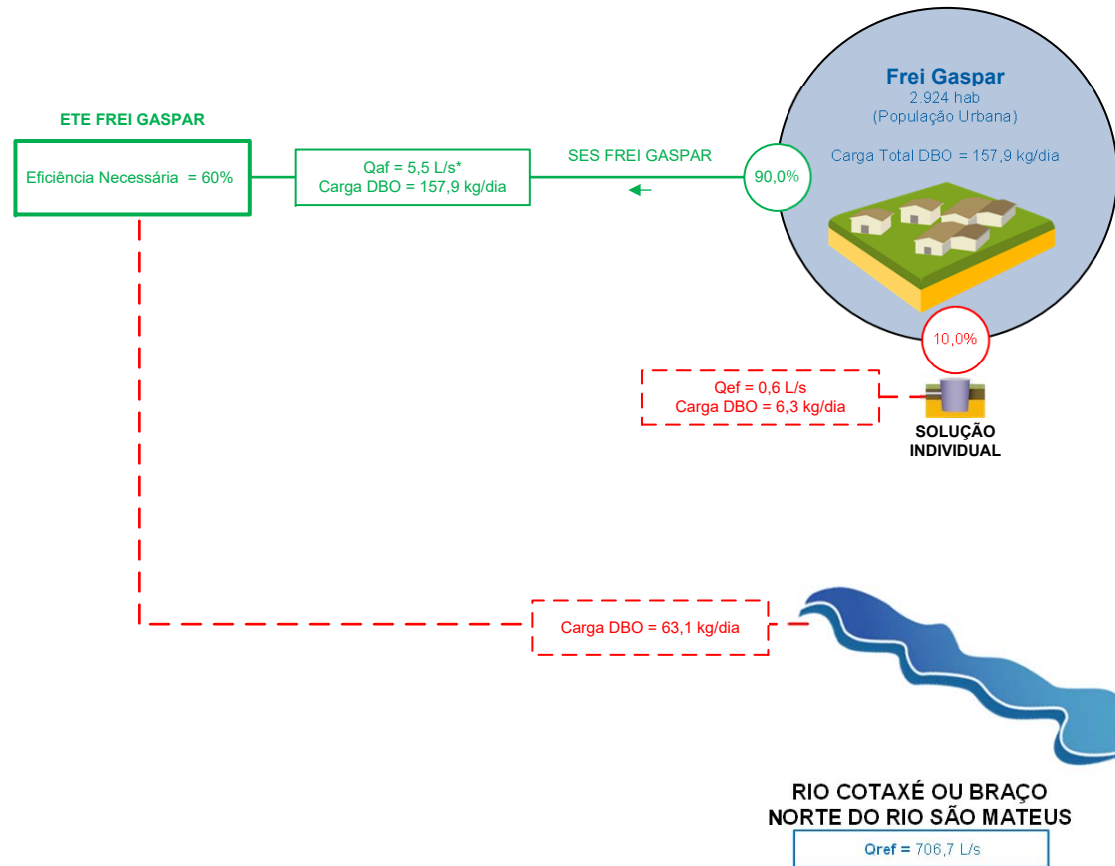 Frei Gaspar
2.924 hab
(População Urbana)
Carga Total DBO = 157,9 kg/dia
ETE FREI GASPAR
Eficiência Necessária = 60%
Qaf = 5,5 L/s*
Carga DBO = 157,9 kg/dia
SES FREI GASPAR
90,0%
10,0%
Qef = 0,6 L/s
Carga DBO = 6,3 kg/dia
SOLUÇÃO
INDIVIDUAL
Carga DBO = 63,1 kg/dia
RIO COTAXÉ OU BRAÇO
NORTE DO RIO SÃO MATEUS
Qref = 706,7 L/s